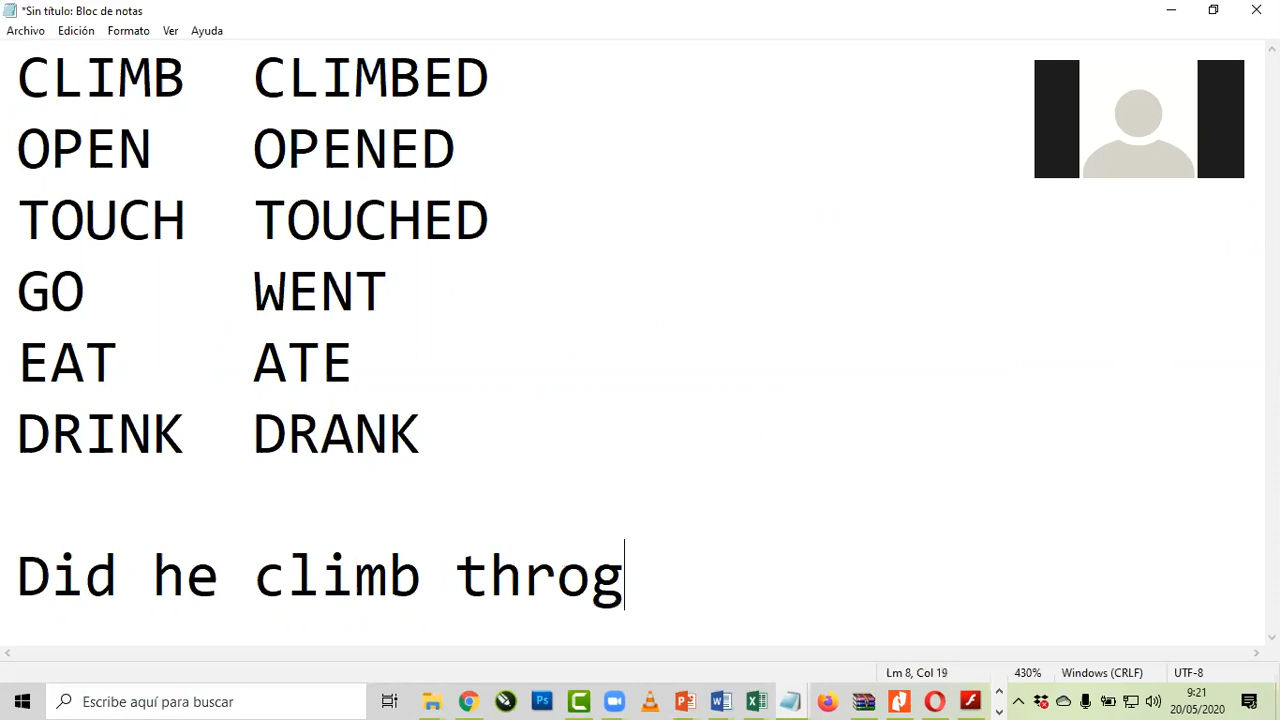 *Sin título: Bloc de notas
Archivo Edición Formato Ver Ayuda
CLIMB CLIMBED
OPEN OPENED
TOUCH TOUCHED
GO WENT
EAT ATE
DRINK DRANK
Did he climb throg
Lm 8, Col 19 430% Windows (CRLF) UTF-8
Escribe aquí para buscar
9:21
20/05/2020